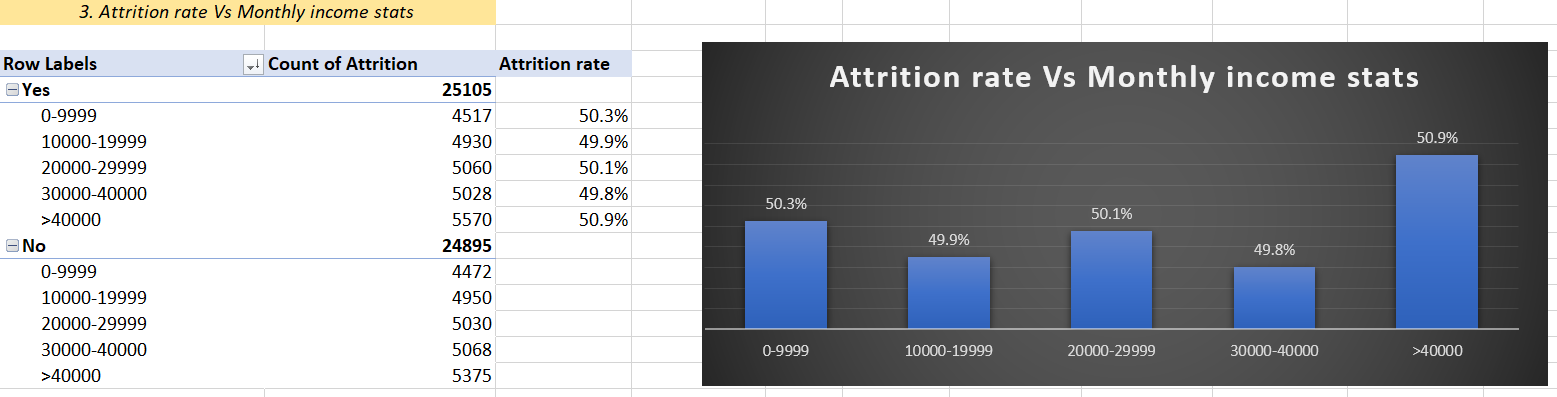 3. Attrition rate Vs Monthly income stats
Row Labels Count of Attrition Attrition rate
Yes 25105
0-9999 4517 50.3%
10000-19999 4930 49.9%
20000-29999 5060 50.1%
30000-40000 5028 49.8%
>40000 5570 50.9%
No 24895
0-9999 4472
10000-19999 4950
20000-29999 5030
30000-40000 5068
>40000 5375
Attrition rate Vs Monthly income stats
50.3% 49.9% 50.1% 49.8% 50.9%
0-9999 10000-19999 20000-29999 30000-40000 >40000